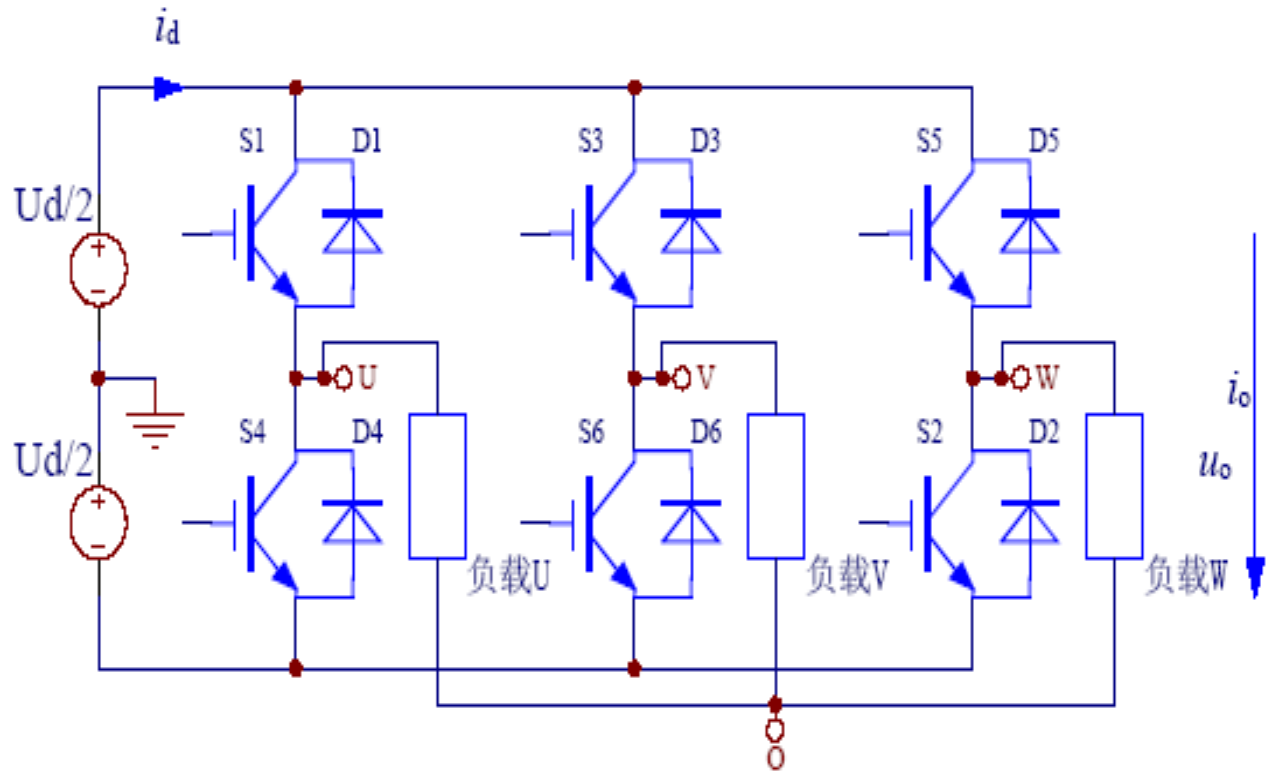 id
S1 D1 S3 D3 S5 D5
Ud/2
+
−
U V W
io
S4 D4 S6 D6 S2 D2
Ud/2
uo
+
−
负载U 负载V 负载W
O